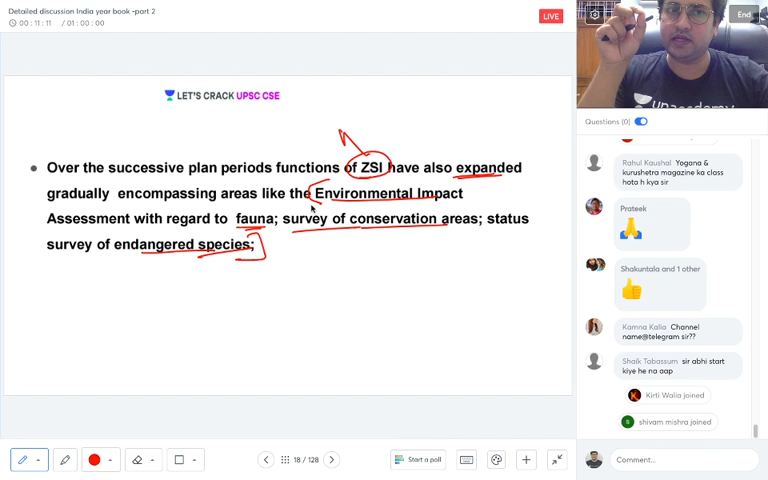 Detailed discussion India year book -part 2
00 : 11 : 11 / 01 : 00 : 00
LIVE
End
LET'S CRACK UPSC CSE
Over the successive plan periods functions of ZSI have also expanded
gradually encompassing areas like the Environmental Impact
Assessment with regard to fauna; survey of conservation areas; status
survey of endangered species;
Questions (0)
Rahul Kaushal Yogana &
kurushetra magazine ka class
hota h kya sir
Prateek
Shakuntala and 1 other
Kamna Kalia Channel
name@telegram sir??
Shaik Tabassum sir abhi start
kiye he na aap
Kirti Walia joined
shivam mishra joined
18 / 128
Start a poll
Comment...